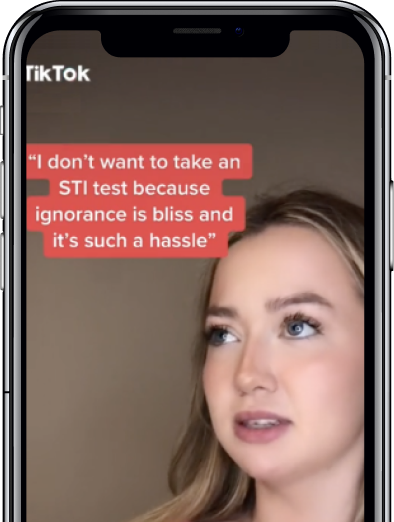 TikTok
“I don’t want to take an
STI test because
ignorance is bliss and
it’s such a hassle”